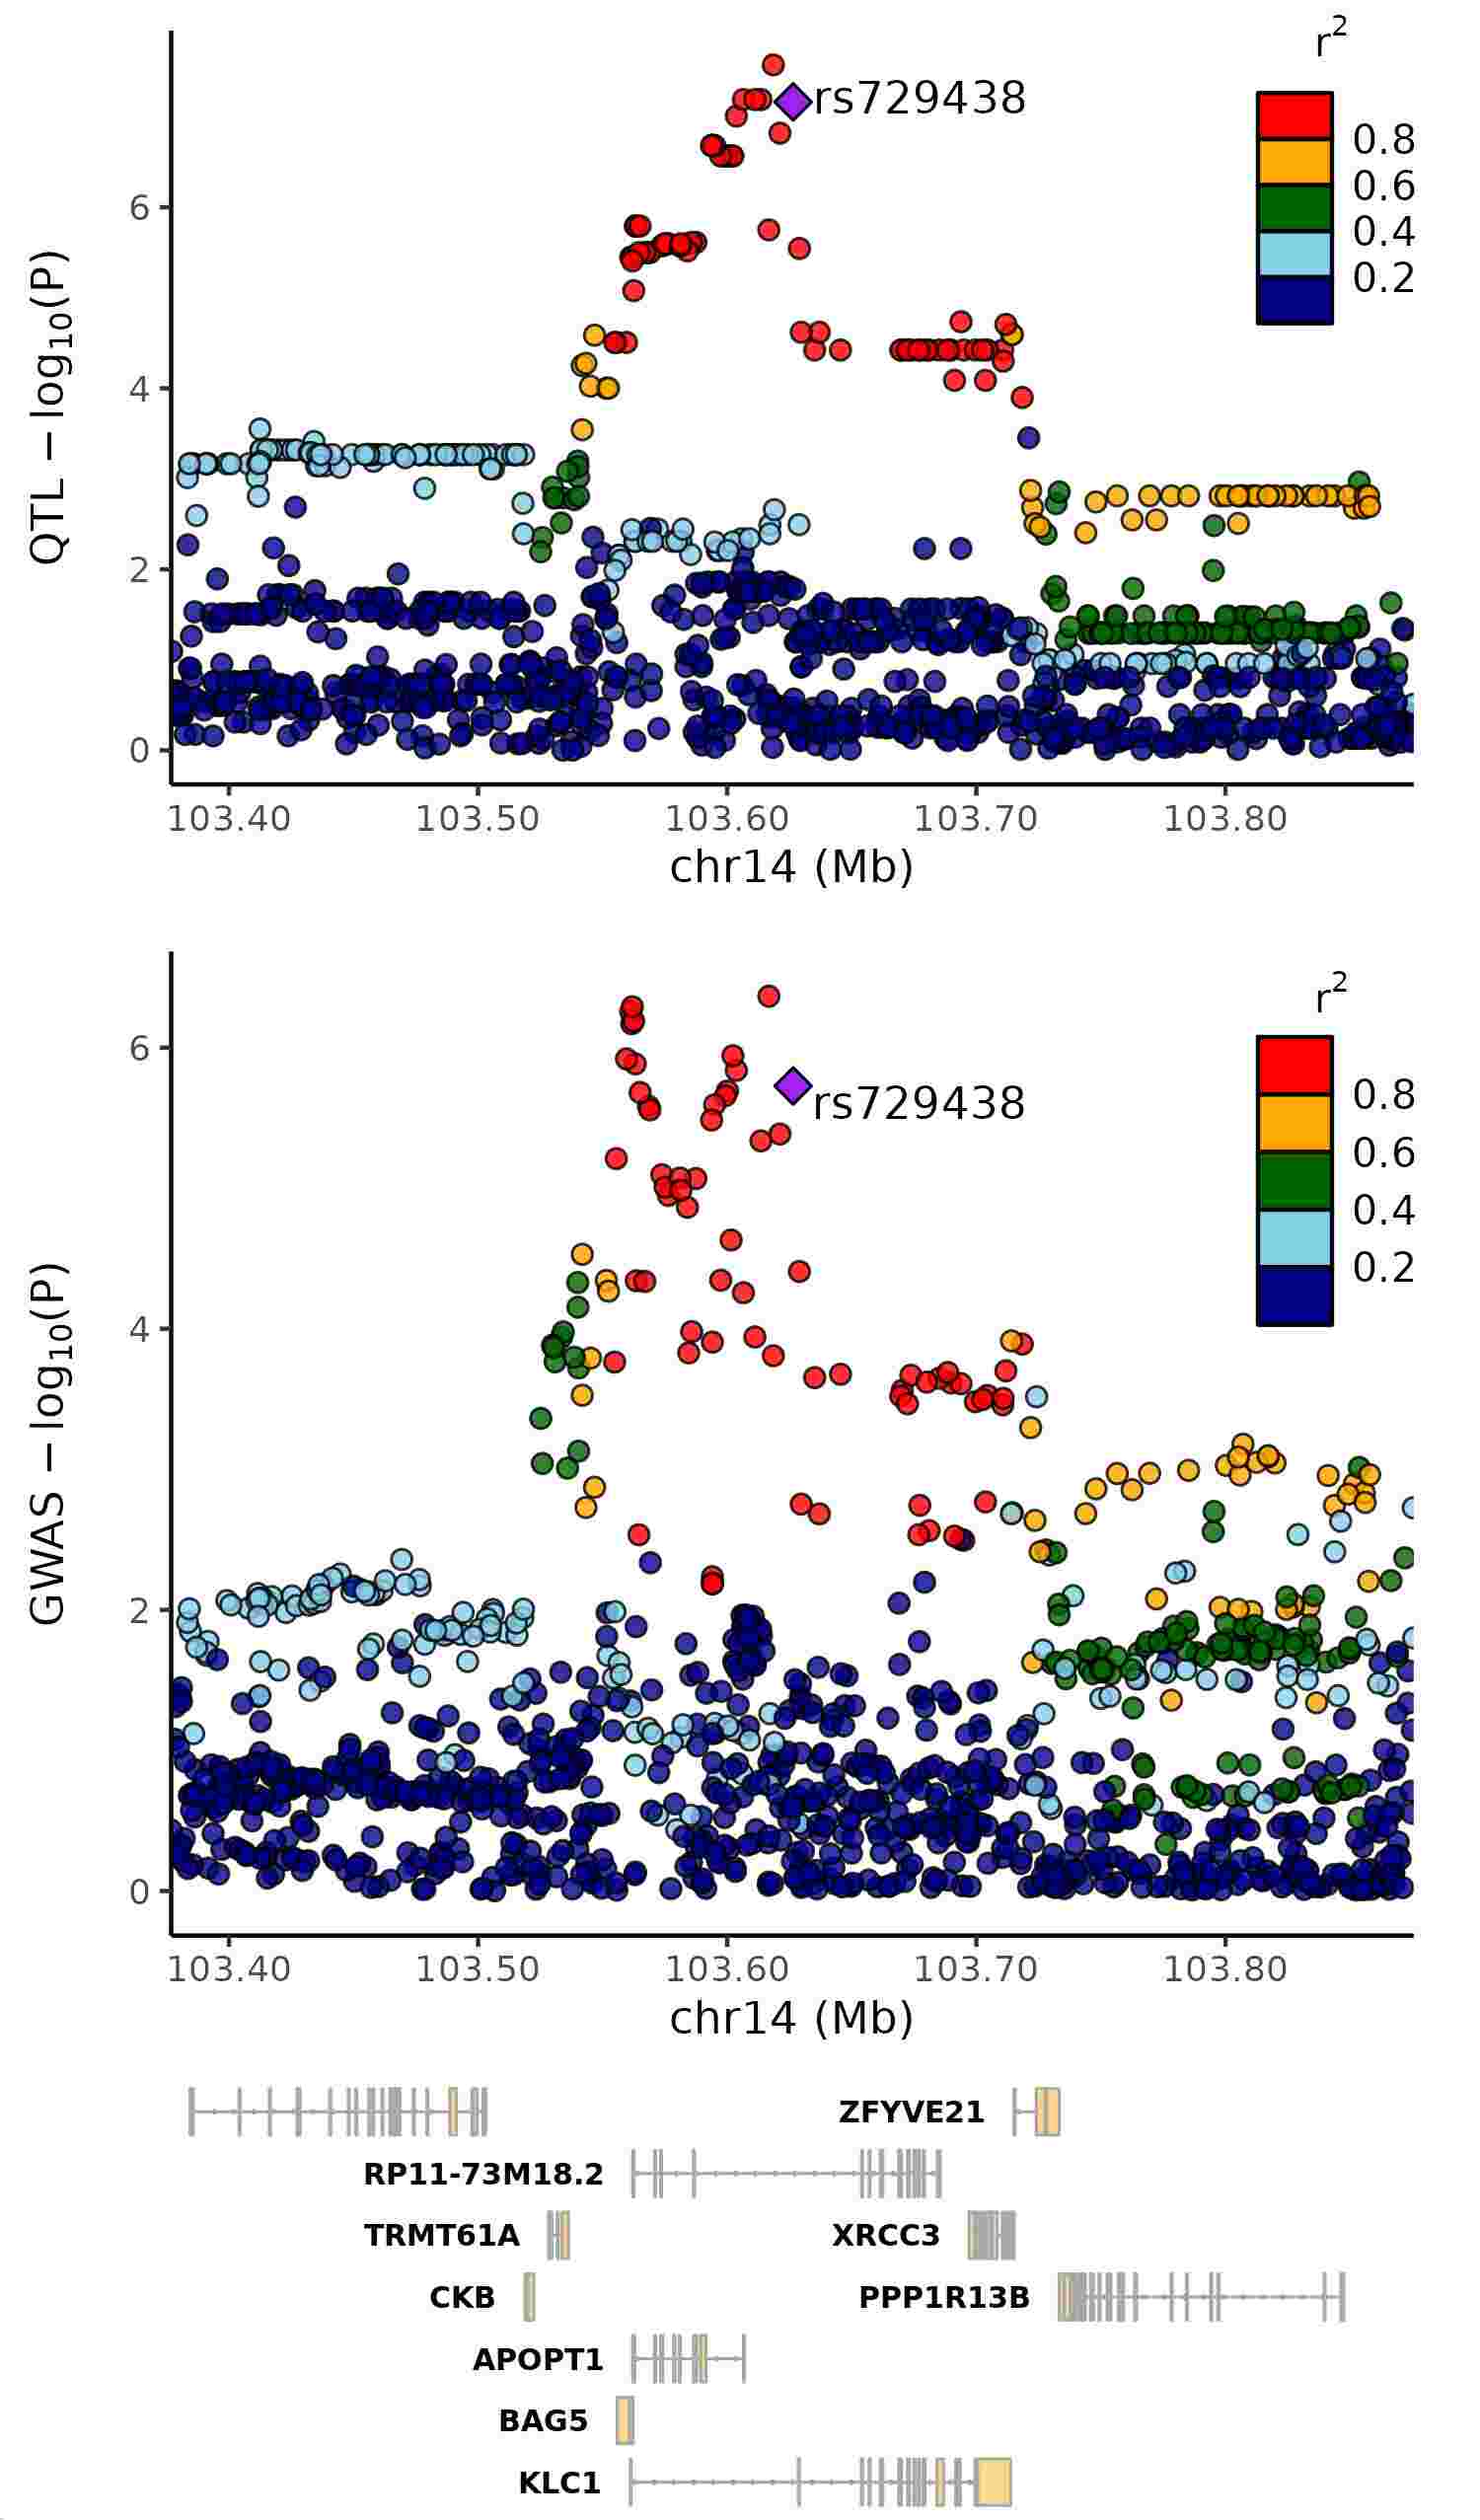 r2
rs729438
0.8
0.6
0.4
0.2
QTL − log10(P)
6
4
2
0
103.40 103.50 103.60 103.70 103.80
chr14 (Mb)
r2
rs729438
0.8
0.6
0.4
0.2
GWAS − log10(P)
6
4
2
0
103.40 103.50 103.60 103.70 103.80
chr14 (Mb)
ZFYVE21
RP11-73M18.2
TRMT61A XRCC3
CKB PPP1R13B
APOPT1
BAG5
KLC1